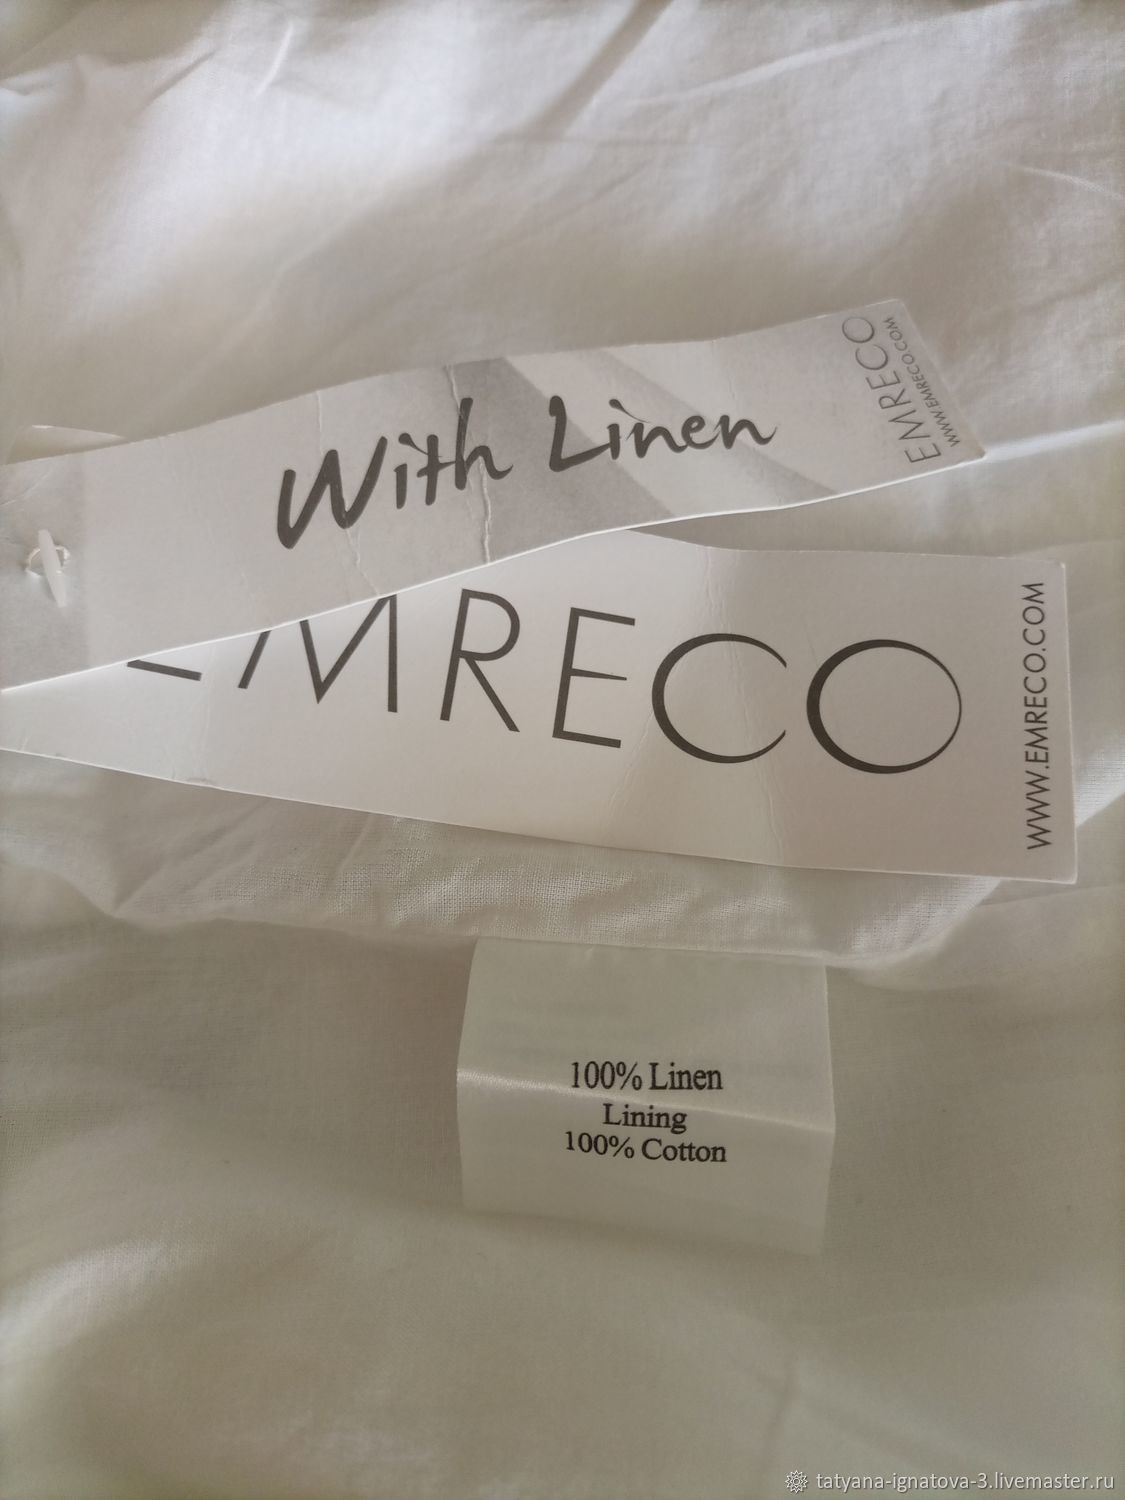 With Linen
EMRECO
WWW.EMRECO.COM
EMRECO
WWW.EMRECO.COM
100% Linen
Lining
100% Cotton
tatyana-ignatova-3.livemaster.ru